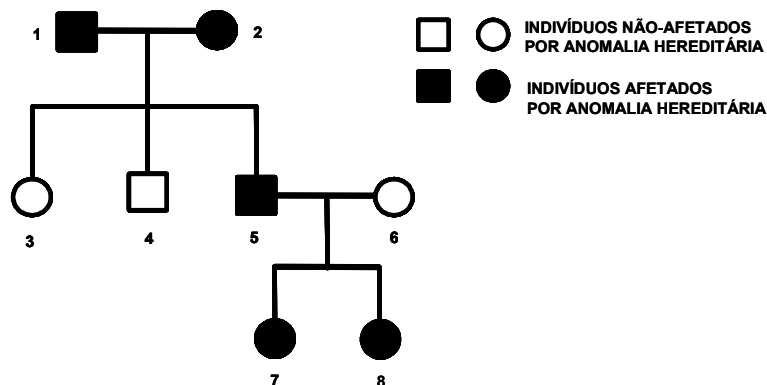 1
2
INDIVÍDUOS NÃO-AFETADOS
POR ANOMALIA HEREDITÁRIA
INDIVÍDUOS AFETADOS
POR ANOMALIA HEREDITÁRIA
3
4
5
6
7
8